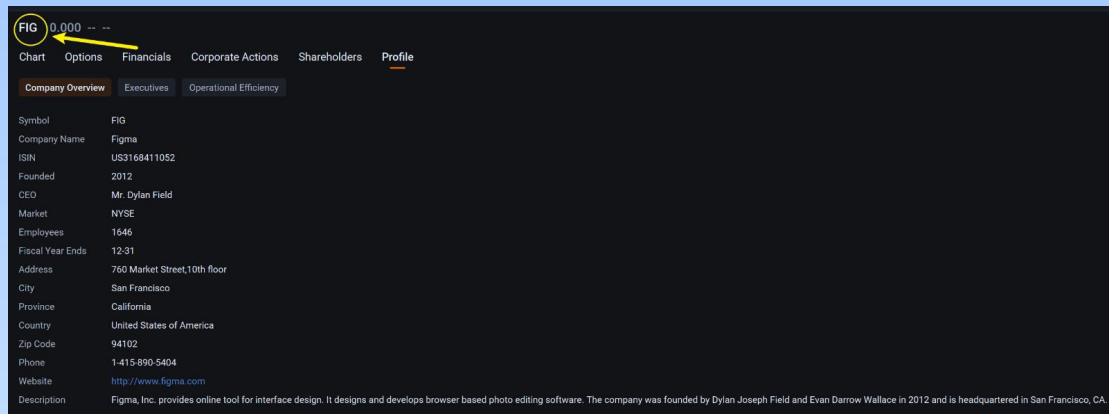 FIG 0.000 -- --
Chart Options Financials Corporate Actions Shareholders Profile
Company Overview Executives Operational Efficiency
Symbol FIG
Company Name Figma
ISIN US3168411052
Founded 2012
CEO Mr. Dylan Field
Market NYSE
Employees 1646
Fiscal Year Ends 12-31
Address 760 Market Street,10th floor
City San Francisco
Province California
Country United States of America
Zip Code 94102
Phone 1-415-890-5404
Website http://www.figma.com
Description Figma, Inc. provides online tool for interface design. It designs and develops browser based photo editing software. The company was founded by Dylan Joseph Field and Evan Darrow Wallace in 2012 and is headquartered in San Francisco, CA.